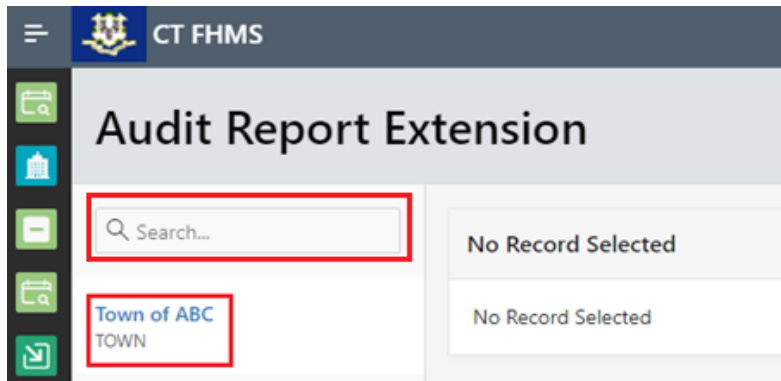 CT FHMS
Audit Report Extension
Search...
Town of ABC
TOWN
No Record Selected
No Record Selected